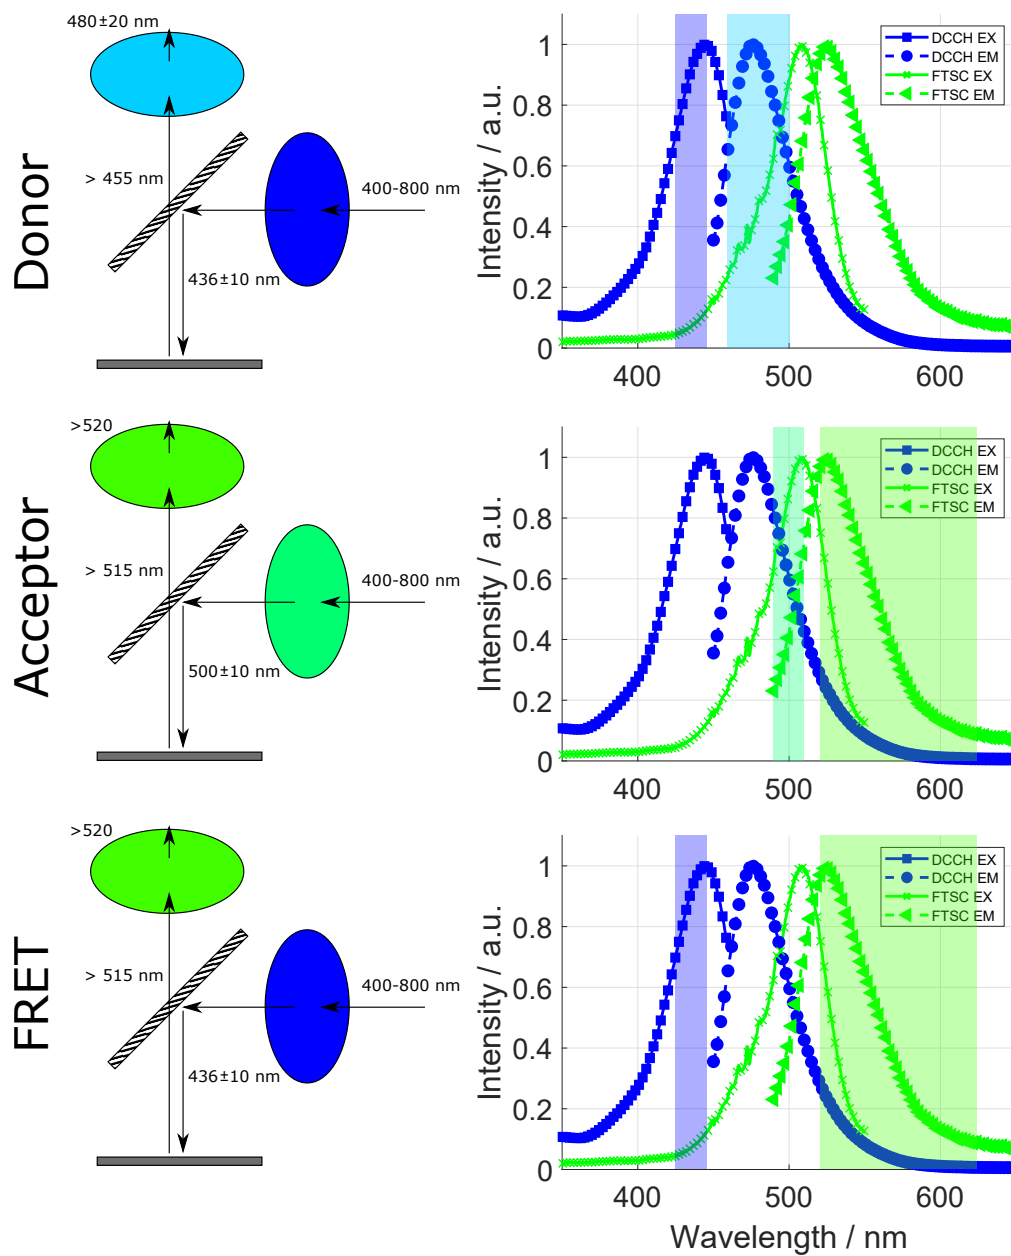 Donor
480±20 nm
> 455 nm
400-800 nm
436±10 nm
Intensity / a.u.
1
0.8
0.6
0.4
0.2
0
400
500
600
DCCH EX
DCCH EM
FTSC EX
FTSC EM
Acceptor
>520
> 515 nm
400-800 nm
500±10 nm
Intensity / a.u.
1
0.8
0.6
0.4
0.2
0
400
500
600
DCCH EX
DCCH EM
FTSC EX
FTSC EM
FRET
>520
> 515 nm
400-800 nm
436±10 nm
Intensity / a.u.
1
0.8
0.6
0.4
0.2
0
400
500
600
DCCH EX
DCCH EM
FTSC EX
FTSC EM
Wavelength / nm